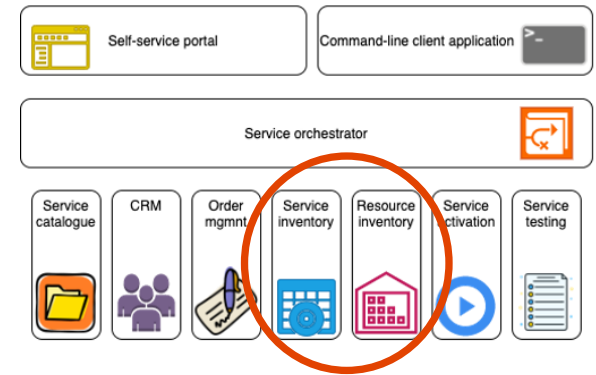 Self-service portal
Command-line client application
>_
Service orchestrator
Service
catalogue
CRM
Order
mgmnt
Service
inventory
Resource
inventory
Service
activation
Service
testing